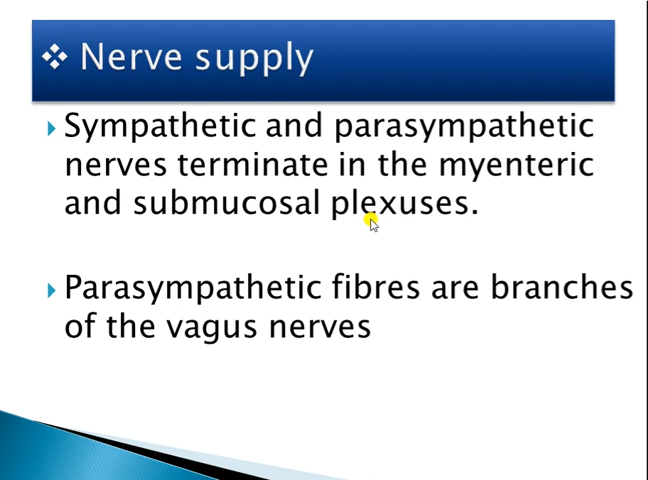 Nerve supply
Sympathetic and parasympathetic
nerves terminate in the myenteric
and submucosal plexuses.
Parasympathetic fibres are branches
of the vagus nerves